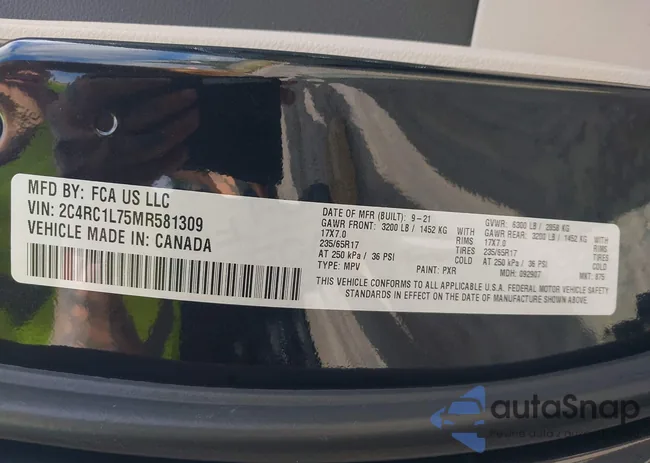 MFD BY: FCA US LLC
VIN: 2C4RC1L75MR581309
VEHICLE MADE IN: CANADA
DATE OF MFR (BUILT): 9-21 GVWR: 6300 LB / 2858 KG
GAWR FRONT: 3200 LB / 1452 KG WITH GAWR REAR: 3200 LB / 1452 KG WITH
17X7.0 RIMS 17X7.0 RIMS
235/65R17 TIRES 235/65R17 TIRES
AT 250 kPa / 36 PSI COLD AT 250 kPa / 36 PSI COLD
TYPE: MPV PAINT: PXR MDH: 092907 MKT: 875
THIS VEHICLE CONFORMS TO ALL APPLICABLE U.S.A. FEDERAL MOTOR VEHICLE SAFETY
STANDARDS IN EFFECT ON THE DATE OF MANUFACTURE SHOWN ABOVE.
autaSnap